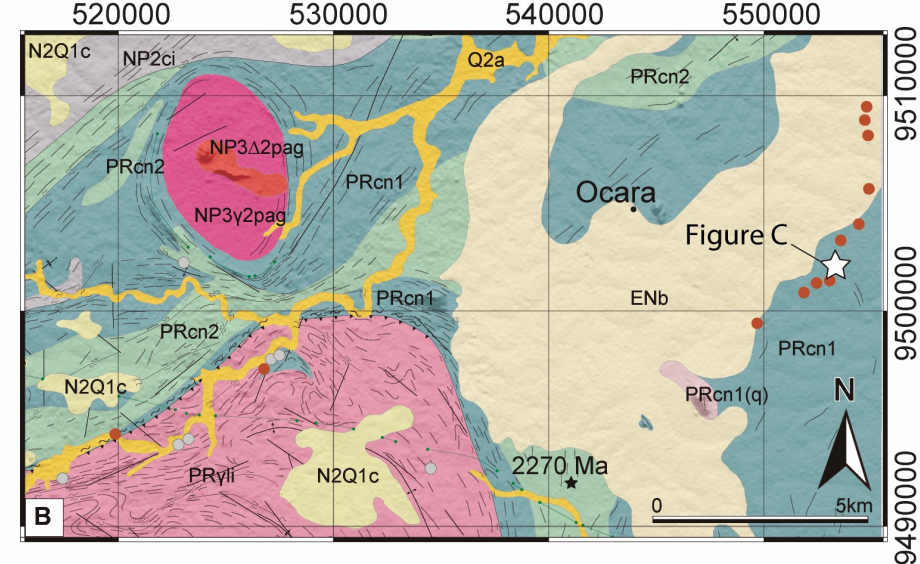 520000 530000 540000 550000
N2Q1c NP2ci Q2a PRcn2
9510000
PRcn2 NP3Δ2pag PRcn1
NP3γ2pag Ocara
Figure C
PRcn1 ENb
9500000
PRcn2 PRcn1
N2Q1c PRcn1(q) N
PRγli N2Q1c 2270 Ma
0 5km
B
9490000